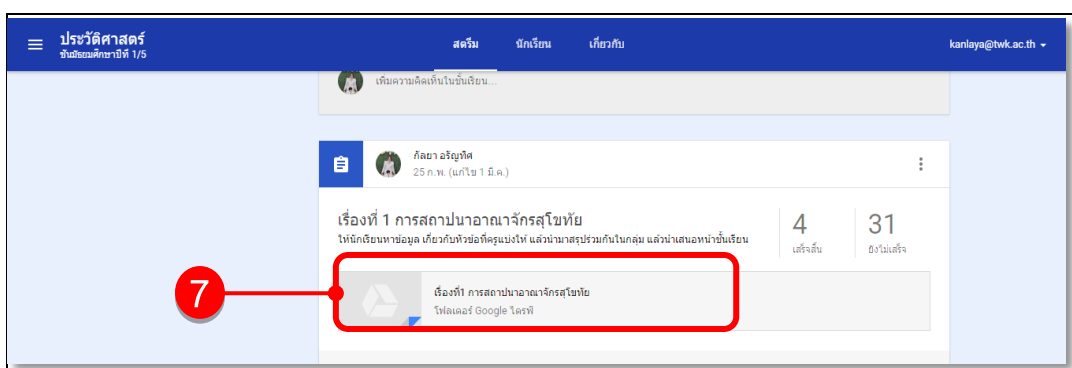 ประวัติศาสตร์
ชั้นมัธยมศึกษาปีที่ 1/5
สตรีม นักเรียน เกี่ยวกับ
kanlaya@twk.ac.th
เพิ่มความคิดเห็นในชั้นเรียน...
กัลยา อรัญทิศ
25 ก.พ. (แก้ไข 1 มี.ค.)
เรื่องที่ 1 การสถาปนาอาณาจักรสุโขทัย
ให้นักเรียนหาข้อมูล เกี่ยวกับหัวข้อที่ครูแบ่งให้ แล้วนำมาสรุปร่วมกันในกลุ่ม แล้วนำเสนอหน้าชั้นเรียน
4 31
เสร็จสิ้น ยังไม่เสร็จ
7
เรื่องที่1 การสถาปนาอาณาจักรสุโขทัย
โฟลเดอร์ Google ไดรฟ์